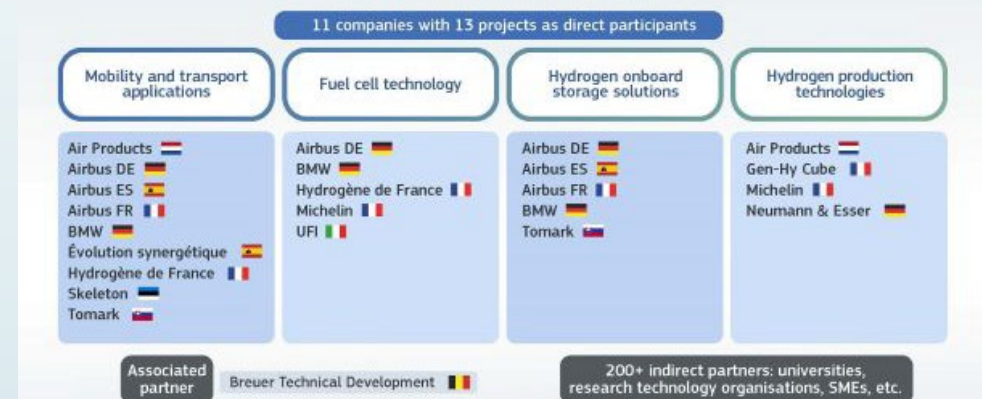 11 companies with 13 projects as direct participants
Mobility and transport
applications
Air Products
Airbus DE
Airbus ES
Airbus FR
BMW
Évolution synergétique
Hydrogène de France
Skeleton
Tomark
Fuel cell technology
Airbus DE
BMW
Hydrogène de France
Michelin
UFI
Hydrogen onboard
storage solutions
Airbus DE
Airbus ES
Airbus FR
BMW
Tomark
Hydrogen production
technologies
Air Products
Gen-Hy Cube
Michelin
Neumann & Esser
Associated
partner
Breuer Technical Development
200+ indirect partners: universities,
research technology organisations, SMEs, etc.